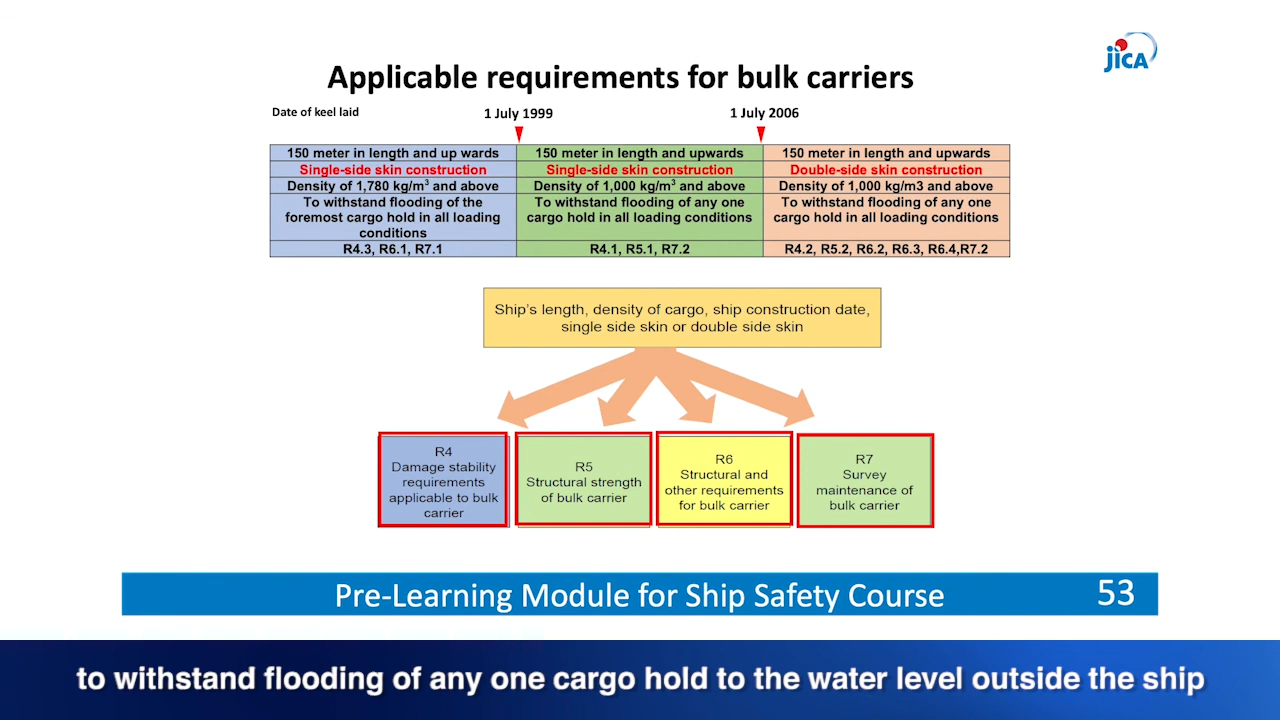 JICA
Applicable requirements for bulk carriers
Date of keel laid
1 July 1999
1 July 2006
150 meter in length and up wards
150 meter in length and upwards
150 meter in length and upwards
Single-side skin construction
Single-side skin construction
Double-side skin construction
Density of 1,780 kg/m³ and above
Density of 1,000 kg/m³ and above
Density of 1,000 kg/m3 and above
To withstand flooding of the
foremost cargo hold in all loading
conditions
To withstand flooding of any one
cargo hold in all loading conditions
To withstand flooding of any one
cargo hold in all loading conditions
R4.3, R6.1, R7.1
R4.1, R5.1, R7.2
R4.2, R5.2, R6.2, R6.3, R6.4,R7.2
Ship's length, density of cargo, ship construction date,
single side skin or double side skin
R4
Damage stability
requirements
applicable to bulk
carrier
R5
Structural strength
of bulk carrier
R6
Structural and
other requirements
for bulk carrier
R7
Survey
maintenance of
bulk carrier
Pre-Learning Module for Ship Safety Course
53
to withstand flooding of any one cargo hold to the water level outside the ship